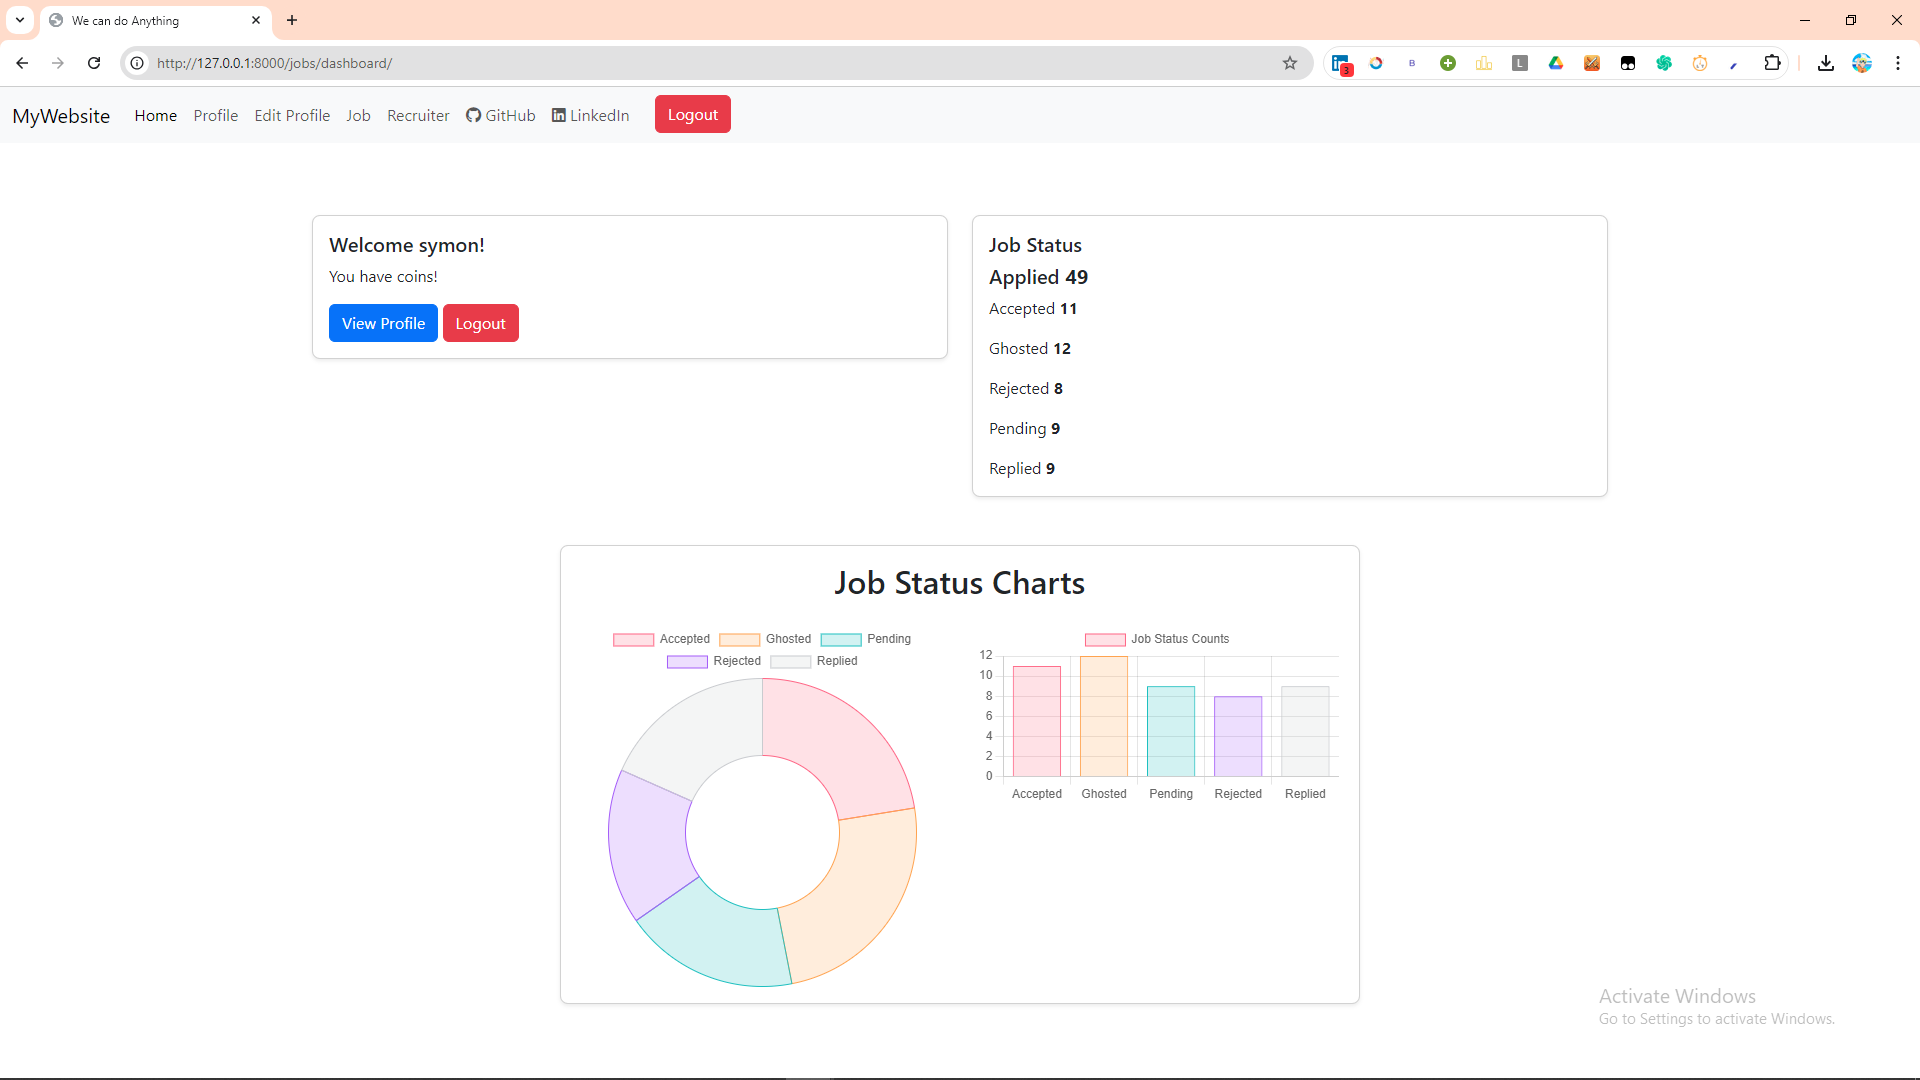 We can do Anything
http://127.0.0.1:8000/jobs/dashboard/
3
B
L
MyWebsite Home Profile Edit Profile Job Recruiter GitHub LinkedIn Logout
Welcome symon!
You have coins!
View Profile Logout
Job Status
Applied 49
Accepted 11
Ghosted 12
Rejected 8
Pending 9
Replied 9
Job Status Charts
Accepted Ghosted Pending
Rejected Replied
Job Status Counts
12
10
8
6
4
2
0
Accepted Ghosted Pending Rejected Replied
Activate Windows
Go to Settings to activate Windows.